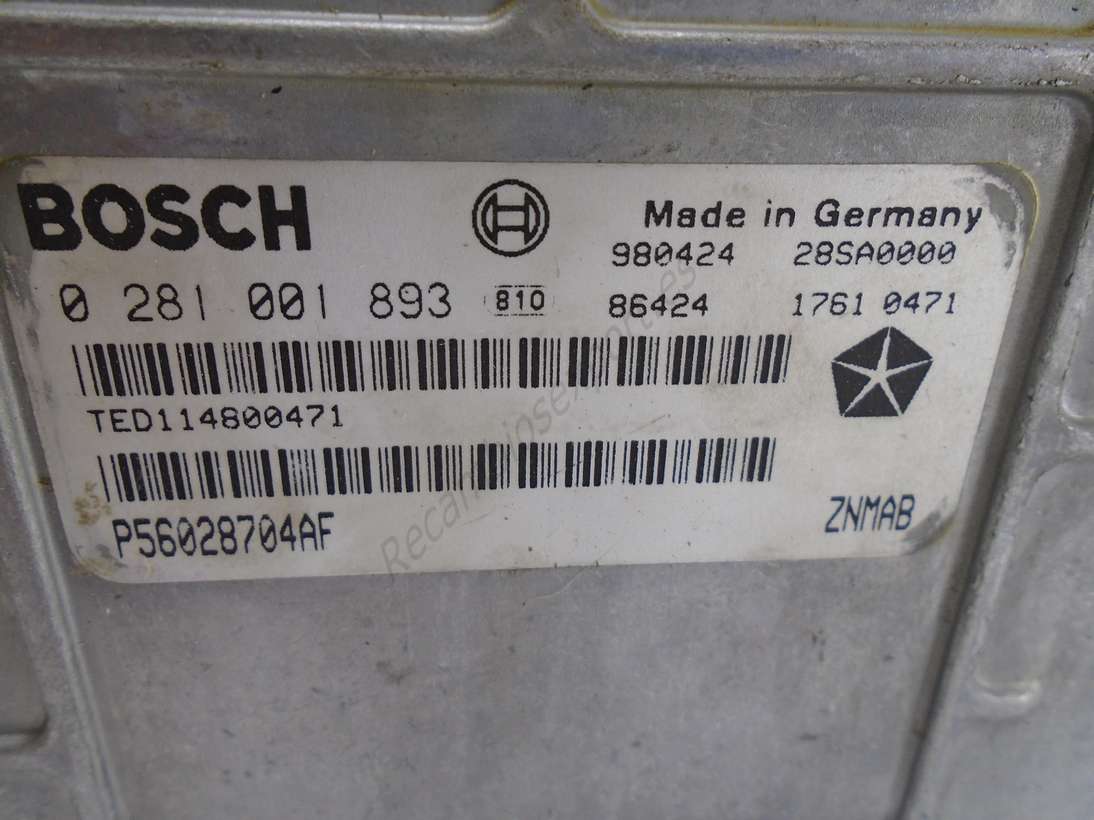 BOSCH
Made in Germany
980424 28SA0000
0 281 001 893 810 86424 1761 0471
TED114800471
P56028704AF
ZNMAB